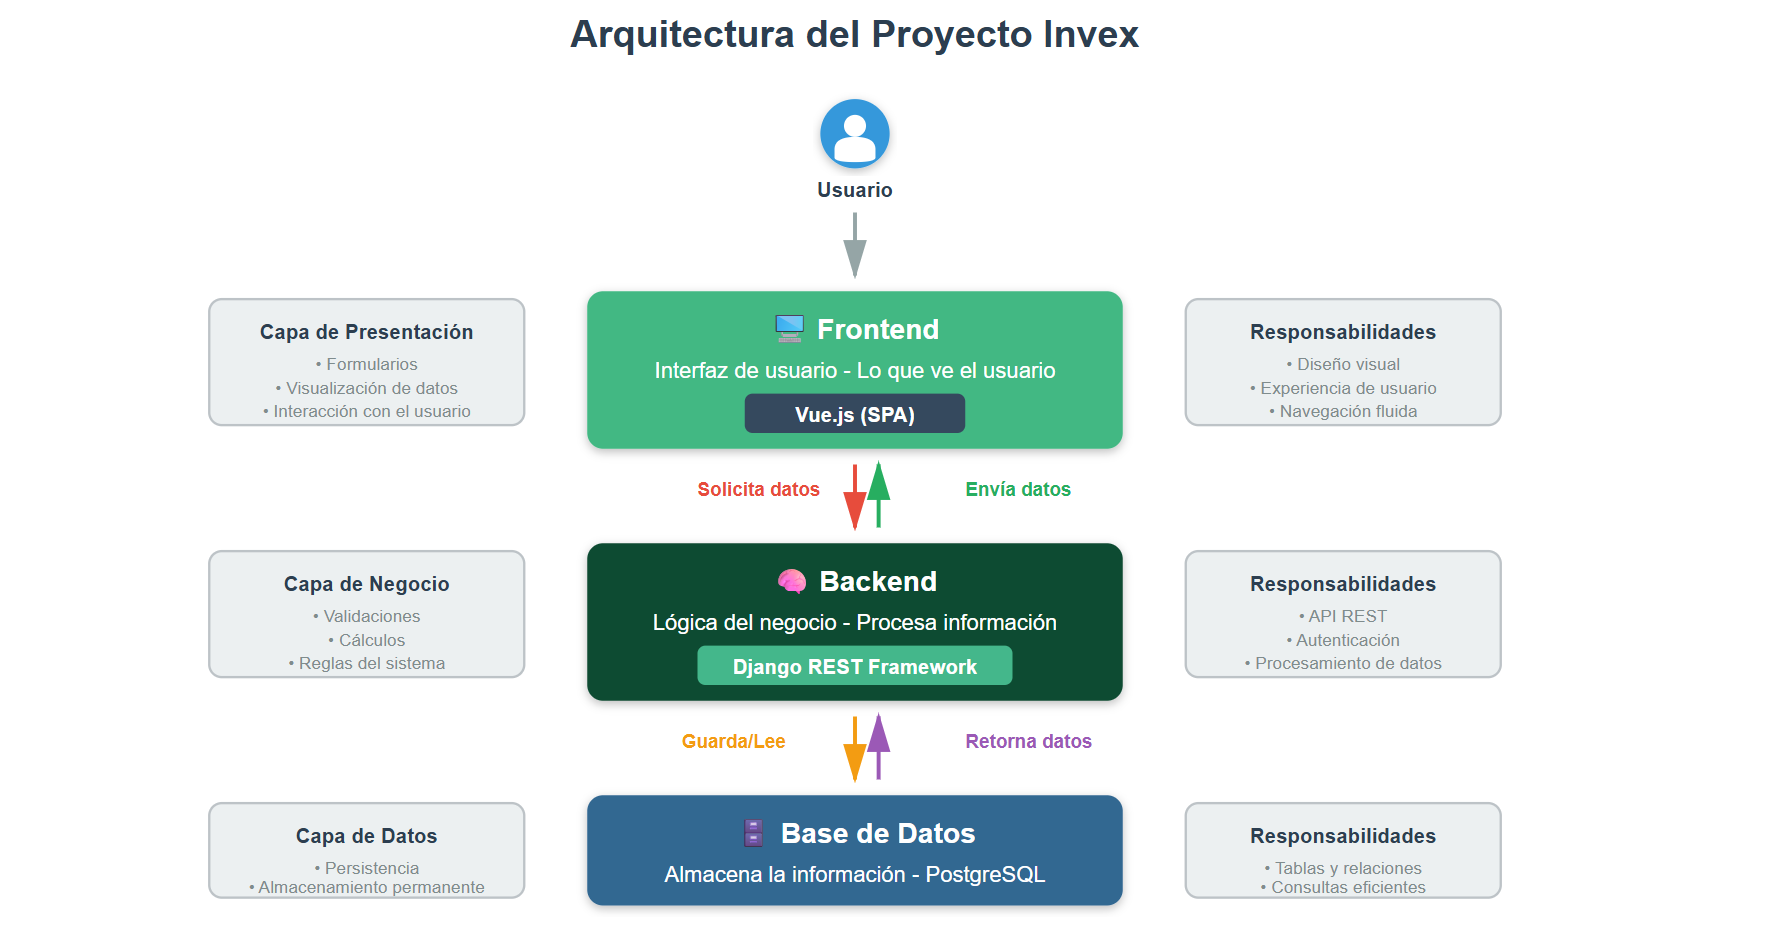 Arquitectura del Proyecto Invex
Usuario
Capa de Presentación
• Formularios
• Visualización de datos
• Interacción con el usuario
Frontend
Interfaz de usuario - Lo que ve el usuario
Vue.js (SPA)
Responsabilidades
• Diseño visual
• Experiencia de usuario
• Navegación fluida
Solicita datos
Envía datos
Capa de Negocio
• Validaciones
• Cálculos
• Reglas del sistema
Backend
Lógica del negocio - Procesa información
Django REST Framework
Responsabilidades
• API REST
• Autenticación
• Procesamiento de datos
Guarda/Lee
Retorna datos
Capa de Datos
• Persistencia
• Almacenamiento permanente
Base de Datos
Almacena la información - PostgreSQL
Responsabilidades
• Tablas y relaciones
• Consultas eficientes